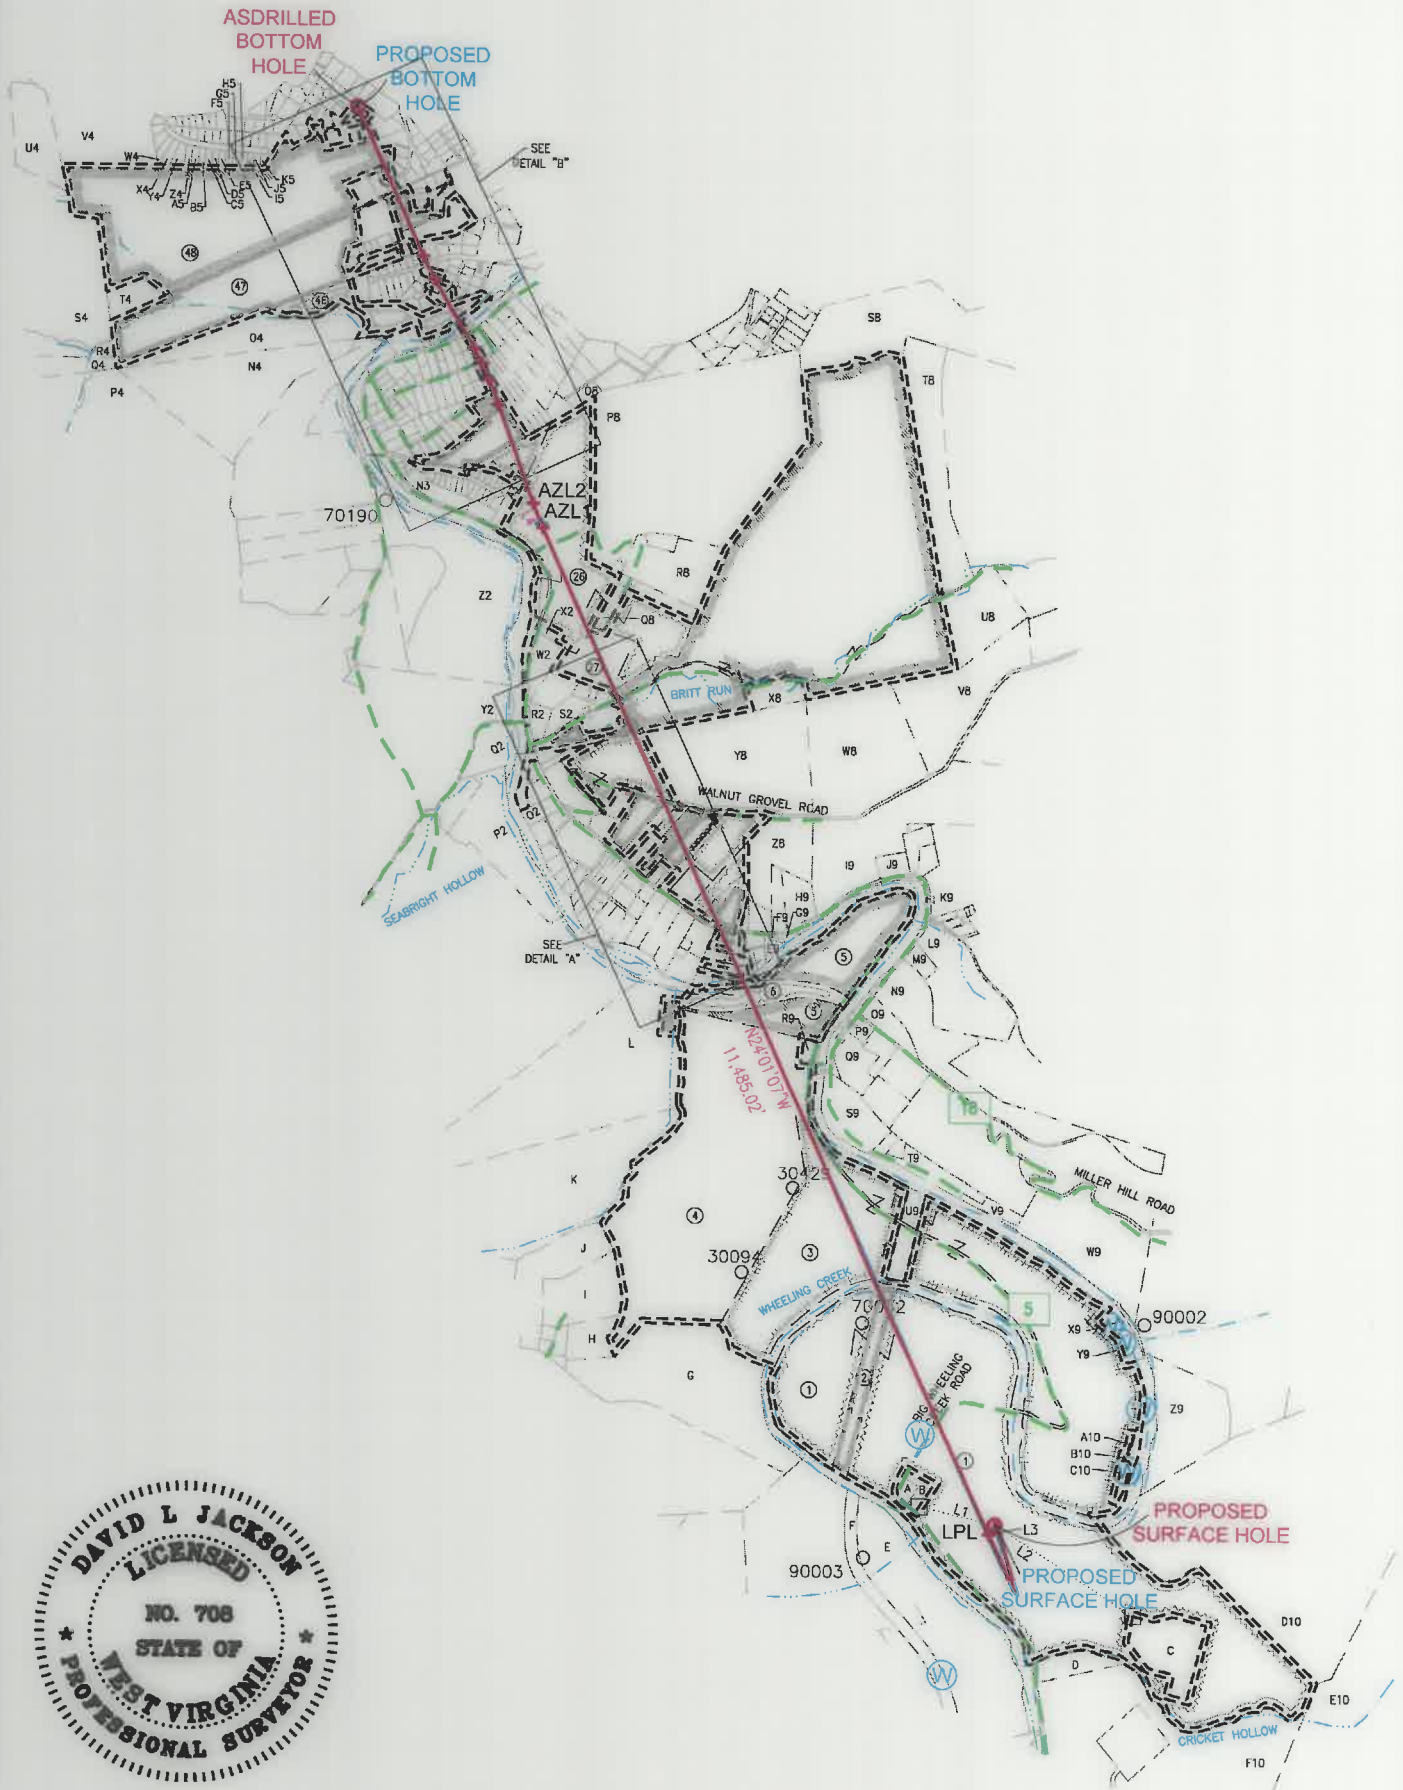 ASDRILLED
BOTTOM
HOLE
PROPOSED
BOTTOM
HOLE
H5
G5
F5
V4
U4
W4
SEE
DETAIL "B"
X4
Y4
Z4
A5
B5
C5
D5
E5
K5
J5
I5
48
47
T4
S4
R4
Q4
O4
N4
P4
S8
T8
O8
P8
N3
70190
AZL2
AZL1
26
R8
Z2
X2
Q8
U8
W2
BRITT RUN
X8
V8
Y2
R2
S2
Q2
Y8
W8
WALNUT GROVEL ROAD
O2
P2
Z8
I9
J9
SEABRIGHT HOLLOW
H9
G9
F9
K9
SEE
DETAIL "A"
L9
M9
5
6
N9
5
R9
O9
P9
L
Q9
N24°01'07"W
11,485.02'
18
S9
T9
K
MILLER HILL ROAD
4
U9
V9
W9
J
3
30094
I
WHEELING CREEK
5
90002
X9
Y9
H
G
1
2
BIG WHEELING
CREEK ROAD
Z9
W
A10
B10
C10
1
A
B
L1
LPL
L3
L2
PROPOSED
SURFACE HOLE
F
E
90003
PROPOSED
SURFACE HOLE
D10
C
D
W
E10
CRICKET HOLLOW
F10
DAVID L JACKSON
LICENSED
NO. 708
STATE OF
WEST VIRGINIA
PROFESSIONAL SURVEYOR